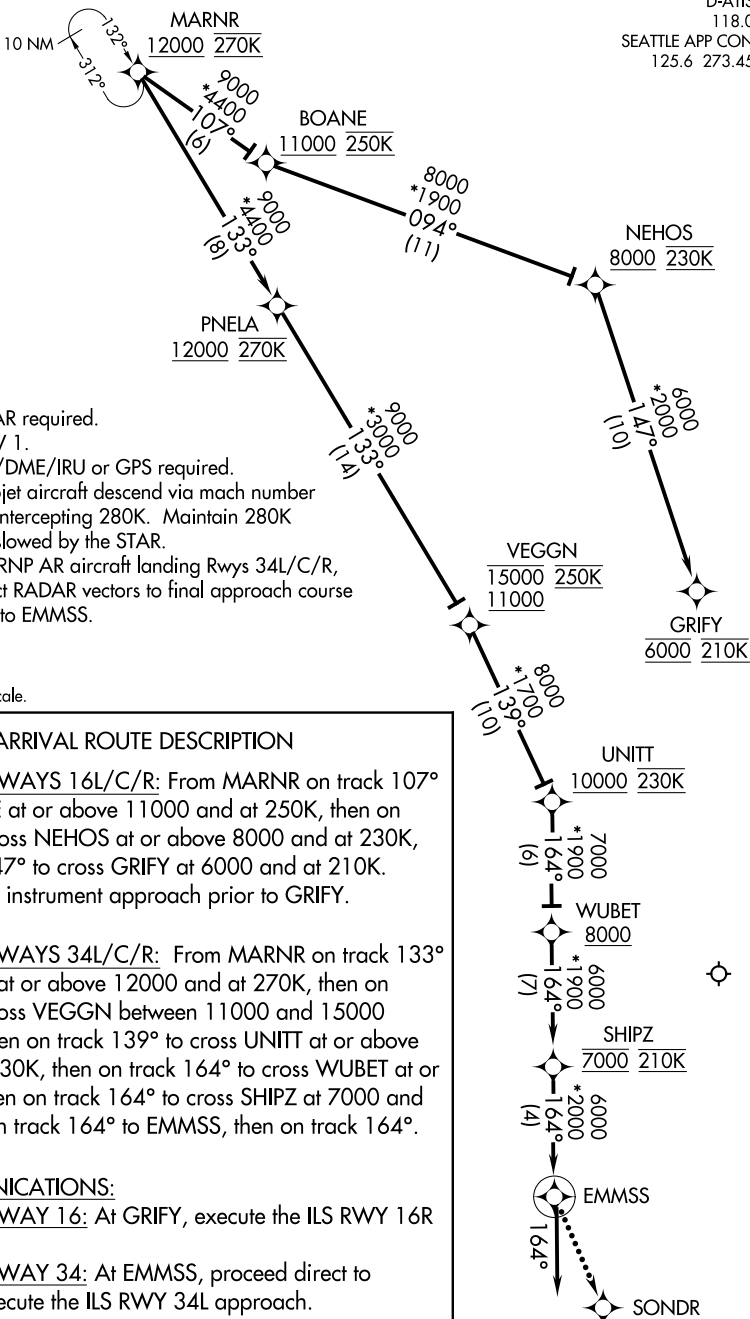 D-ATIS
118.0
SEATTLE APP CON
125.6 273.45
MARNR
12000 270K
10 NM
132°
312°
9000
*4400
107°
(6)
BOANE
11000 250K
8000
*1900
094°
(11)
NEHOS
8000 230K
9000
*4400
133°
(8)
PNELA
12000 270K
6000
*2000
147°
(10)
GRIFY
6000 210K
9000
*3000
133°
(14)
AR required.
V 1.
/DME/IRU or GPS required.
ojet aircraft descend via mach number
intercepting 280K. Maintain 280K
slowed by the STAR.
RNP AR aircraft landing Rwys 34L/C/R,
ct RADAR vectors to final approach course
to EMMSS.
cale.
VEGGN
15000 250K
11000
8000
*1700
139°
(10)
UNITT
10000 230K
7000
*1900
164°
(6)
WUBET
8000
6000
*1900
164°
(7)
SHIPZ
7000 210K
6000
*2000
164°
(4)
EMMSS
164°
SONDR
ARRIVAL ROUTE DESCRIPTION
WAYS 16L/C/R: From MARNR on track 107°
E at or above 11000 and at 250K, then on
oss NEHOS at or above 8000 and at 230K,
47° to cross GRIFY at 6000 and at 210K.
instrument approach prior to GRIFY.
WAYS 34L/C/R: From MARNR on track 133°
at or above 12000 and at 270K, then on
oss VEGGN between 11000 and 15000
en on track 139° to cross UNITT at or above
30K, then on track 164° to cross WUBET at or
en on track 164° to cross SHIPZ at 7000 and
n track 164° to EMMSS, then on track 164°.
NICATIONS:
WAY 16: At GRIFY, execute the ILS RWY 16R
WAY 34: At EMMSS, proceed direct to
ecute the ILS RWY 34L approach.